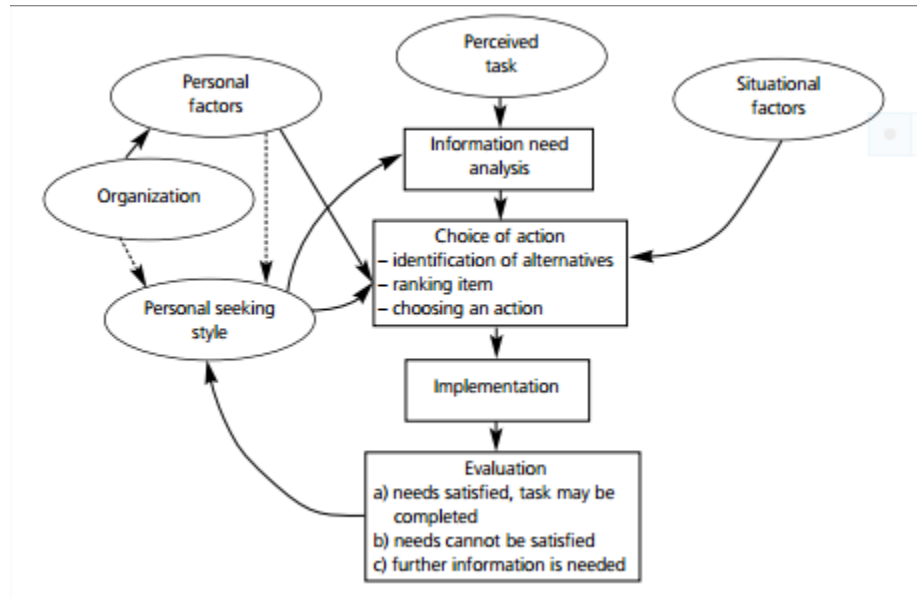 Perceived
task
Personal
factors
Situational
factors
Information need
analysis
Organization
Choice of action
– identification of alternatives
– ranking item
– choosing an action
Personal seeking
style
Implementation
Evaluation
a) needs satisfied, task may be
completed
b) needs cannot be satisfied
c) further information is needed